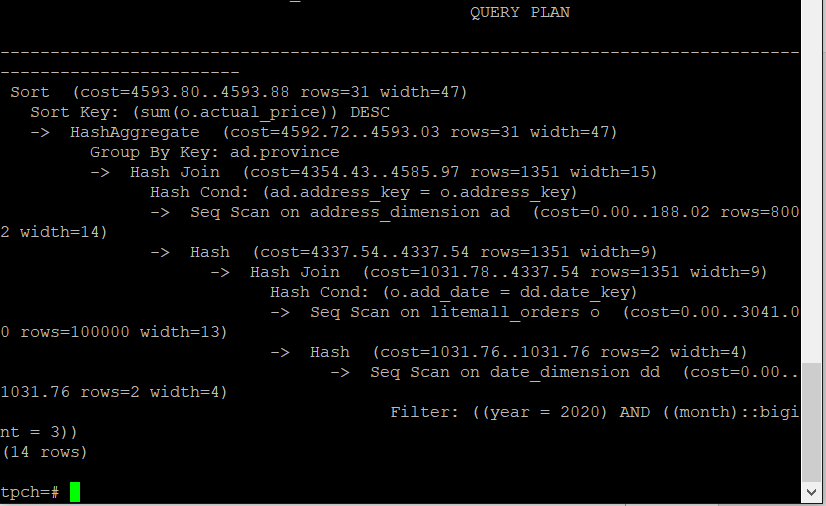 QUERY PLAN
--------------------------------------------------------------------------------
------------------------
 Sort  (cost=4593.80..4593.88 rows=31 width=47)
   Sort Key: (sum(o.actual_price)) DESC
   ->  HashAggregate  (cost=4592.72..4593.03 rows=31 width=47)
         Group By Key: ad.province
         ->  Hash Join  (cost=4354.43..4585.97 rows=1351 width=15)
               Hash Cond: (ad.address_key = o.address_key)
               ->  Seq Scan on address_dimension ad  (cost=0.00..188.02 rows=800
2 width=14)
               ->  Hash  (cost=4337.54..4337.54 rows=1351 width=9)
                     ->  Hash Join  (cost=1031.78..4337.54 rows=1351 width=9)
                           Hash Cond: (o.add_date = dd.date_key)
                           ->  Seq Scan on litemall_orders o  (cost=0.00..3041.0
0 rows=100000 width=13)
                           ->  Hash  (cost=1031.76..1031.76 rows=2 width=4)
                                 ->  Seq Scan on date_dimension dd  (cost=0.00..
1031.76 rows=2 width=4)
                                       Filter: ((year = 2020) AND ((month)::bigi
nt = 3))
(14 rows)
tpch=#